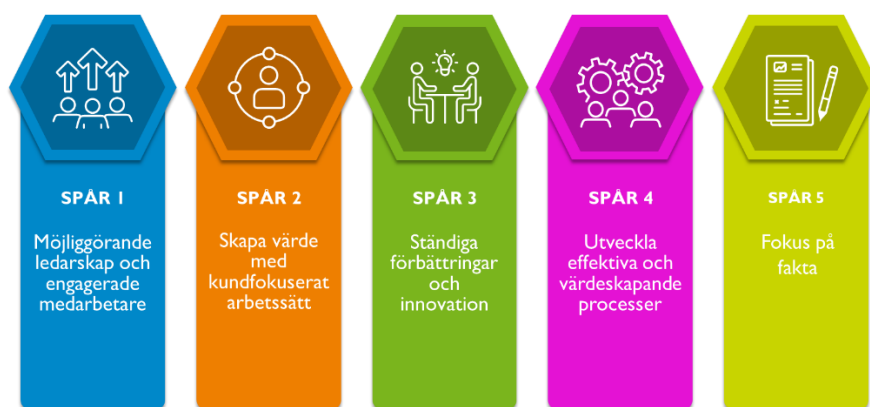 SPÅR 1
Möjliggörande
ledarskap och
engagerade
medarbetare
SPÅR 2
Skapa värde
med
kundfokuserat
arbetssätt
SPÅR 3
Ständiga
förbättringar
och
innovation
SPÅR 4
Utveckla
effektiva och
värdeskapande
processer
SPÅR 5
Fokus på
fakta